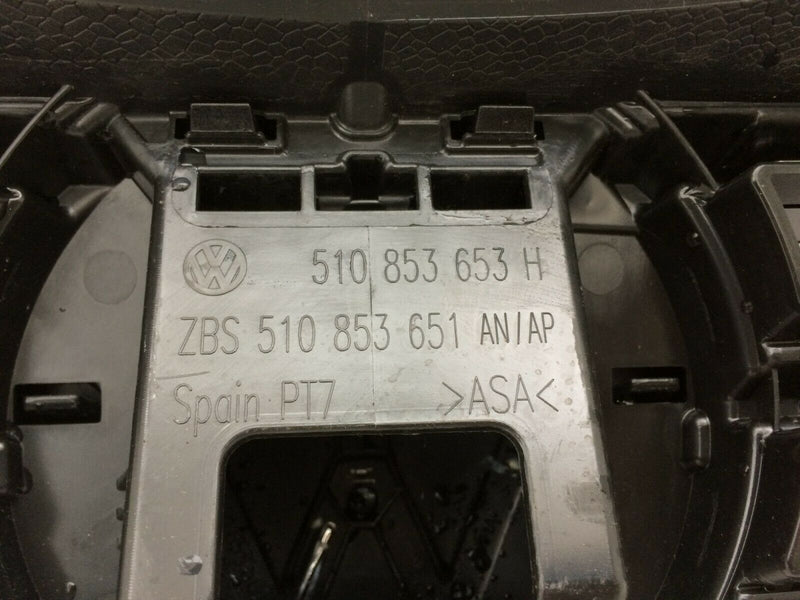 510 853 653 H
ZBS 510 853 651 AN/AP
Spain PT7 >ASA<